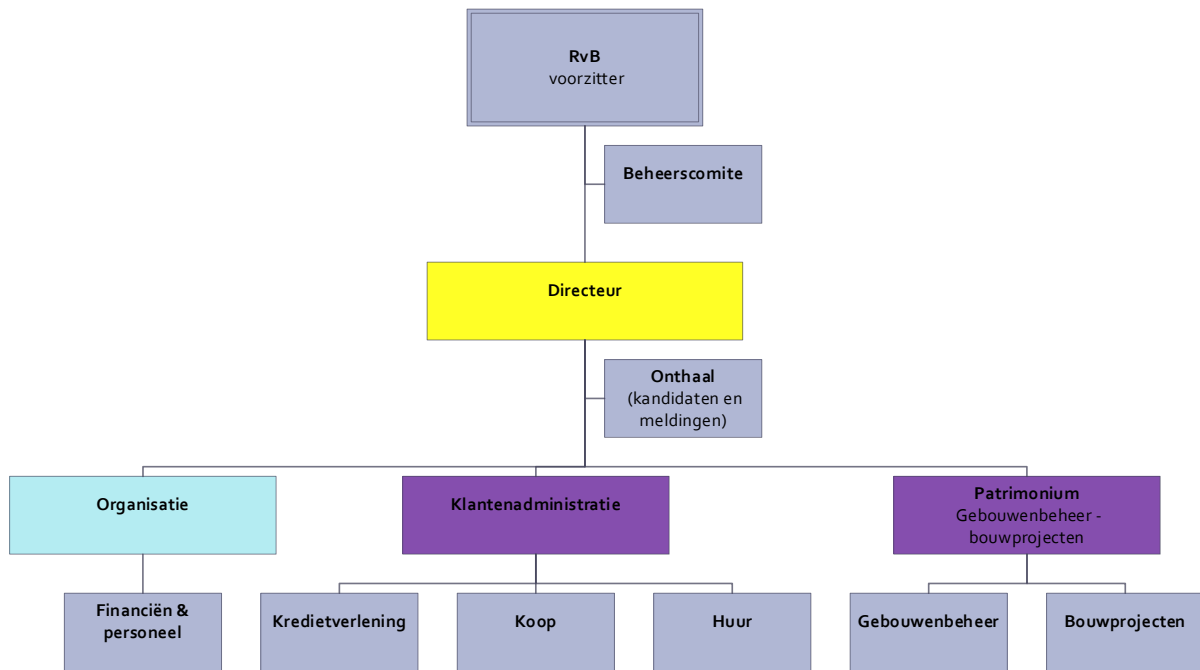 RvB
voorzitter
Beheerscomite
Directeur
Onthaal
(kandidaten en
meldingen)
Organisatie
Klantenadministratie
Patrimonium
Gebouwenbeheer -
bouwprojecten
Financiën &
personeel
Kredietverlening
Koop
Huur
Gebouwenbeheer
Bouwprojecten